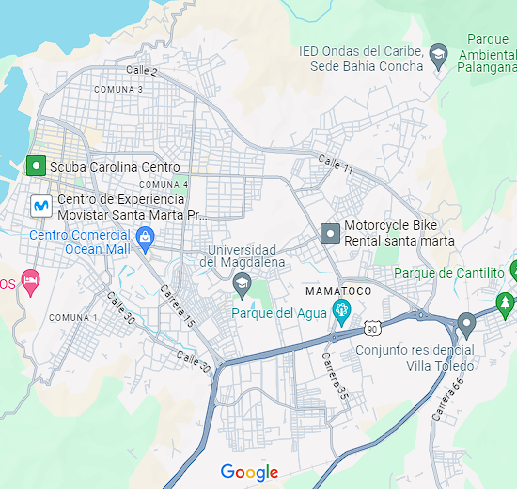 Parque
Ambiental
Palangana
IED Ondas del Caribe,
Sede Bahia Concha
Calle 2
COMUNA 3
Calle 11
Scuba Carolina Centro
COMUNA 4
Centro de Experiencia
Movistar Santa Marta Pr...
Centro Comercial
Ocean Mall
Motorcycle Bike
Rental santa marta
Universidad
del Magdalena
Parque de Cantilito
OS
MAMATOCO
Carrera 15
Calle 30
COMUNA 1
Parque del Agua
90
Conjunto residencial
Villa Toledo
Calle 20
Carrera 35
Carrera 66
Google